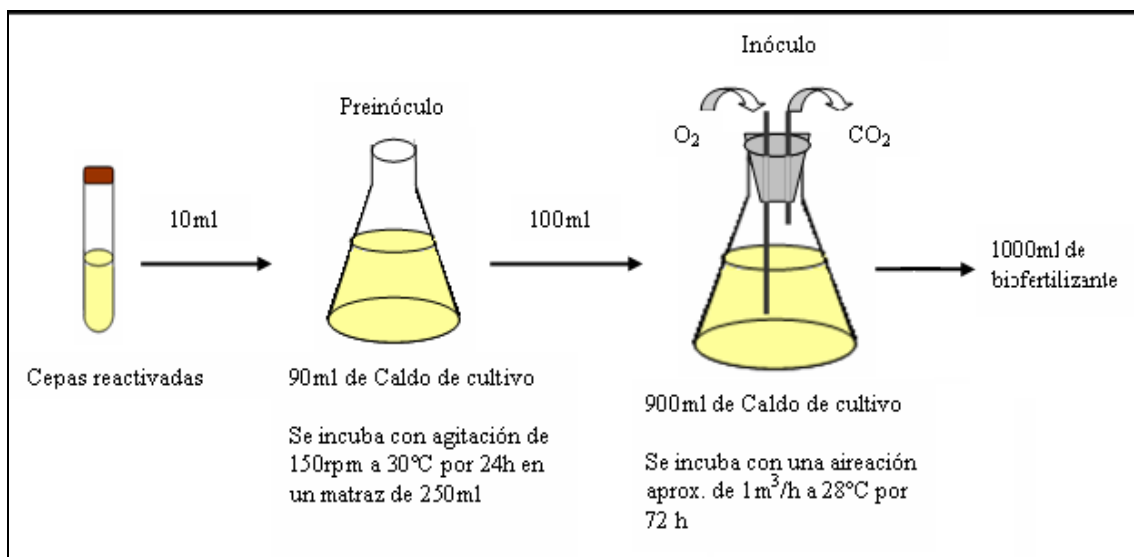 Inóculo
Preinóculo
O₂
CO₂
10ml
100ml
1000ml de
biofertilizante
Cepas reactivadas
90ml de Caldo de cultivo
Se incuba con agitación de
150rpm a 30°C por 24h en
un matraz de 250ml
900ml de Caldo de cultivo
Se incuba con una aireación
aprox. de 1m³/h a 28°C por
72 h